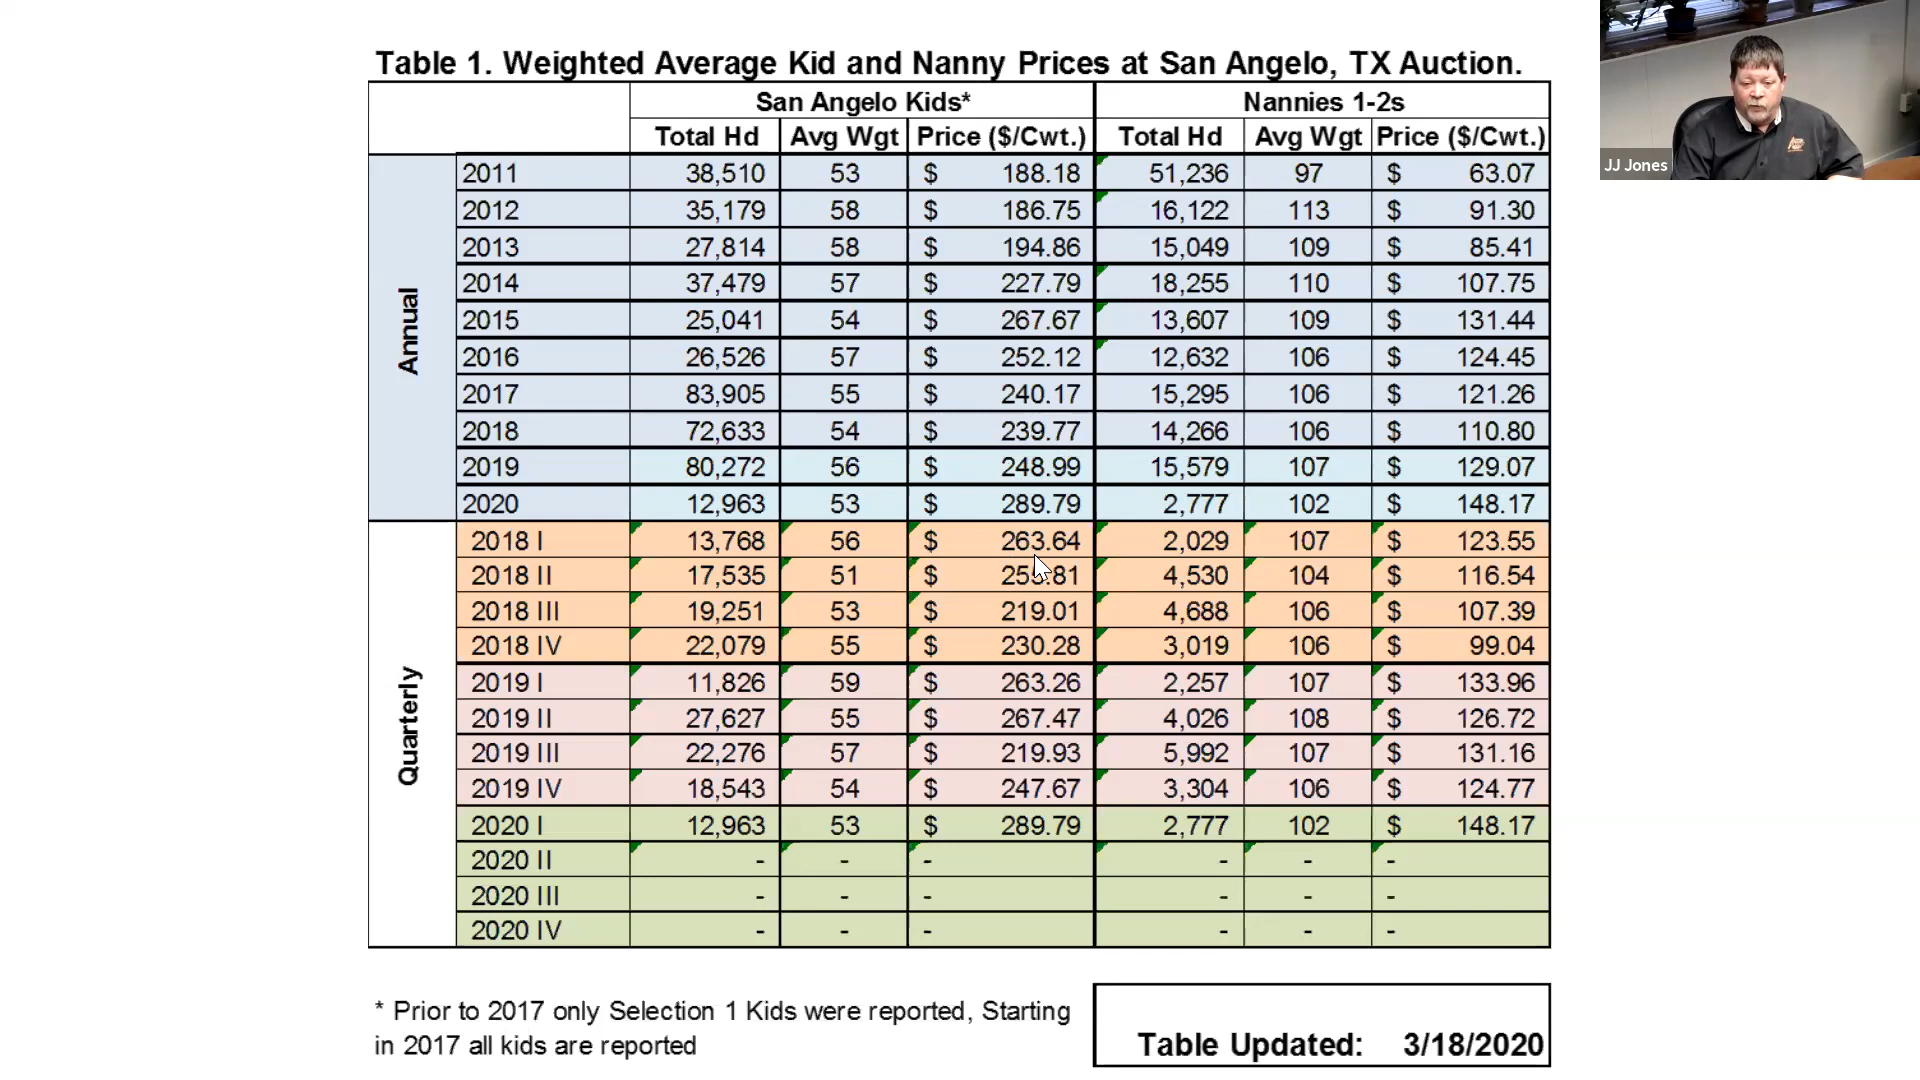 Table 1. Weighted Average Kid and Nanny Prices at San Angelo, TX Auction.
San Angelo Kids* Nannies 1-2s
Total Hd Avg Wgt Price ($/Cwt.) Total Hd Avg Wgt Price ($/Cwt.)
Annual
2011 38,510 53 $ 188.18 51,236 97 $ 63.07
2012 35,179 58 $ 186.75 16,122 113 $ 91.30
2013 27,814 58 $ 194.86 15,049 109 $ 85.41
2014 37,479 57 $ 227.79 18,255 110 $ 107.75
2015 25,041 54 $ 267.67 13,607 109 $ 131.44
2016 26,526 57 $ 252.12 12,632 106 $ 124.45
2017 83,905 55 $ 240.17 15,295 106 $ 121.26
2018 72,633 54 $ 239.77 14,266 106 $ 110.80
2019 80,272 56 $ 248.99 15,579 107 $ 129.07
2020 12,963 53 $ 289.79 2,777 102 $ 148.17
Quarterly
2018 I 13,768 56 $ 263.64 2,029 107 $ 123.55
2018 II 17,535 51 $ 4,530 104 $ 116.54
2018 III 19,251 53 $ 219.01 4,688 106 $ 107.39
2018 IV 22,079 55 $ 230.28 3,019 106 $ 99.04
2019 I 11,826 59 $ 263.26 2,257 107 $ 133.96
2019 II 27,627 55 $ 267.47 4,026 108 $ 126.72
2019 III 22,276 57 $ 219.93 5,992 107 $ 131.16
2019 IV 18,543 54 $ 247.67 3,304 106 $ 124.77
2020 I 12,963 53 $ 289.79 2,777 102 $ 148.17
2020 II - - - - - -
2020 III - - - - - -
2020 IV - - - - - -
* Prior to 2017 only Selection 1 Kids were reported, Starting
in 2017 all kids are reported
Table Updated: 3/18/2020
JJ Jones